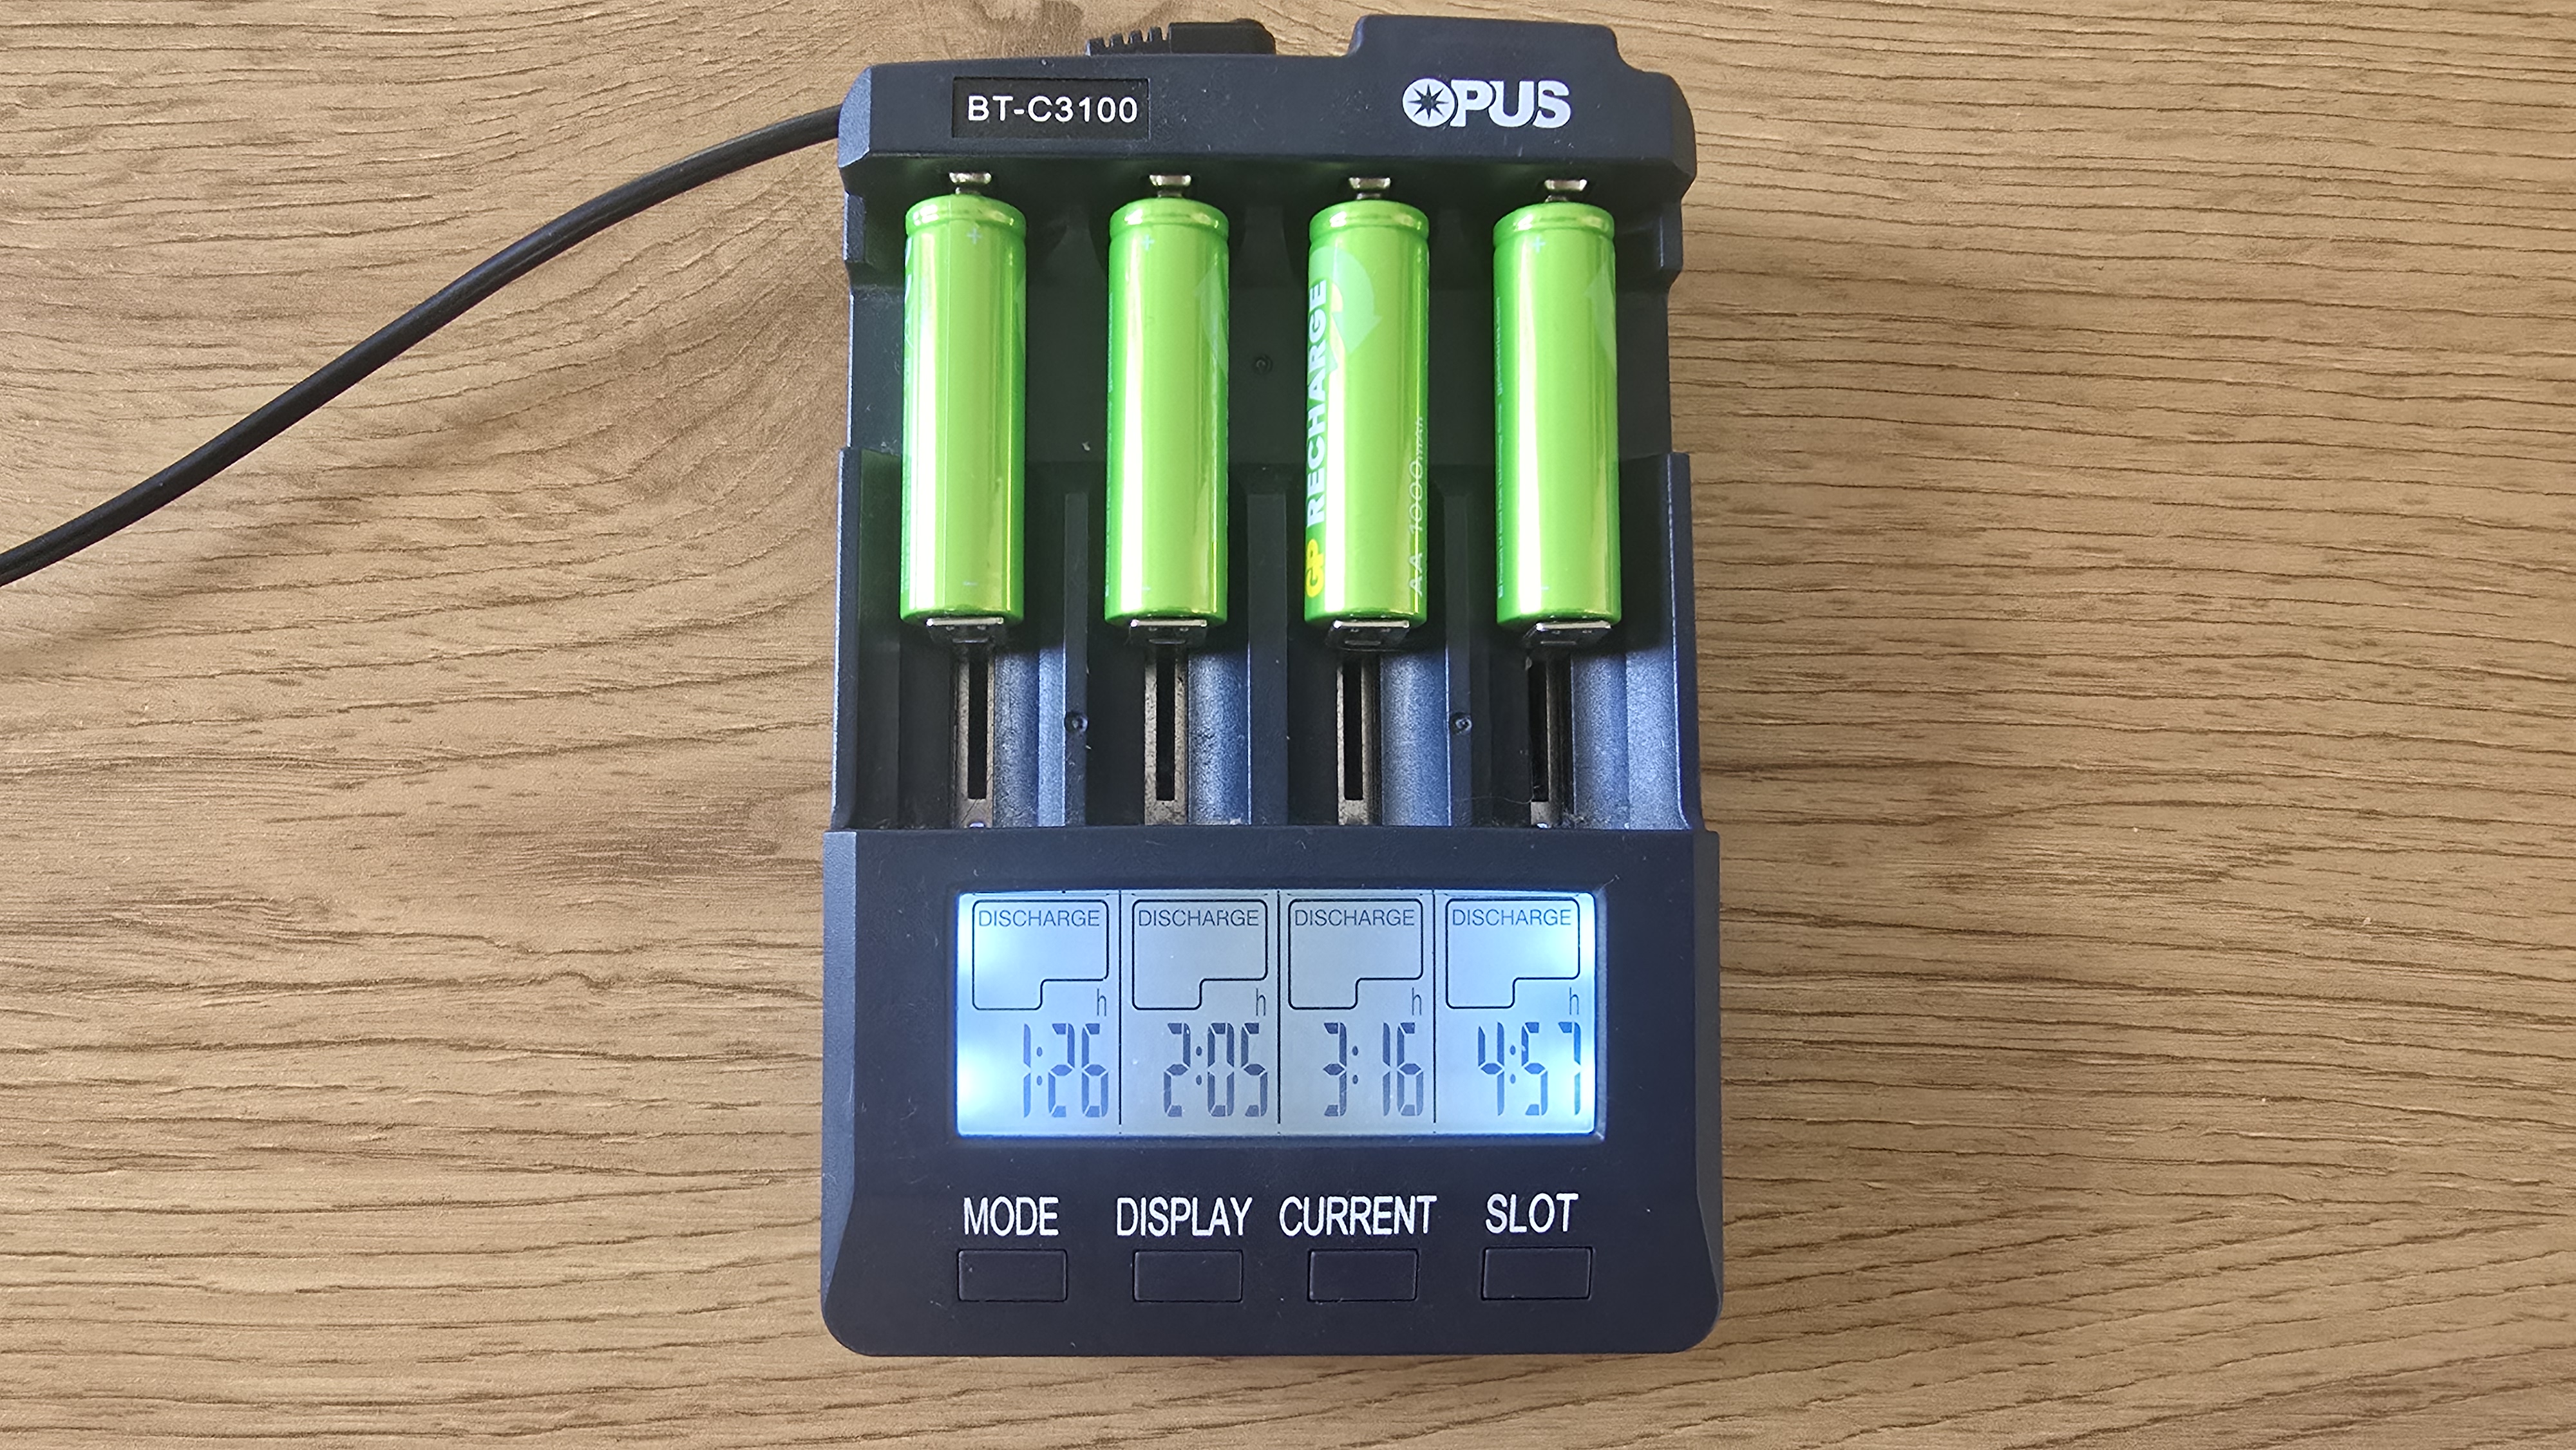 BT-C3100
OPUS
+
+
+
GP RECHARGE
AA 1000mAh
DISCHARGE DISCHARGE DISCHARGE DISCHARGE
h h h h
1:26 2:05 3:16 4:57
MODE DISPLAY CURRENT SLOT